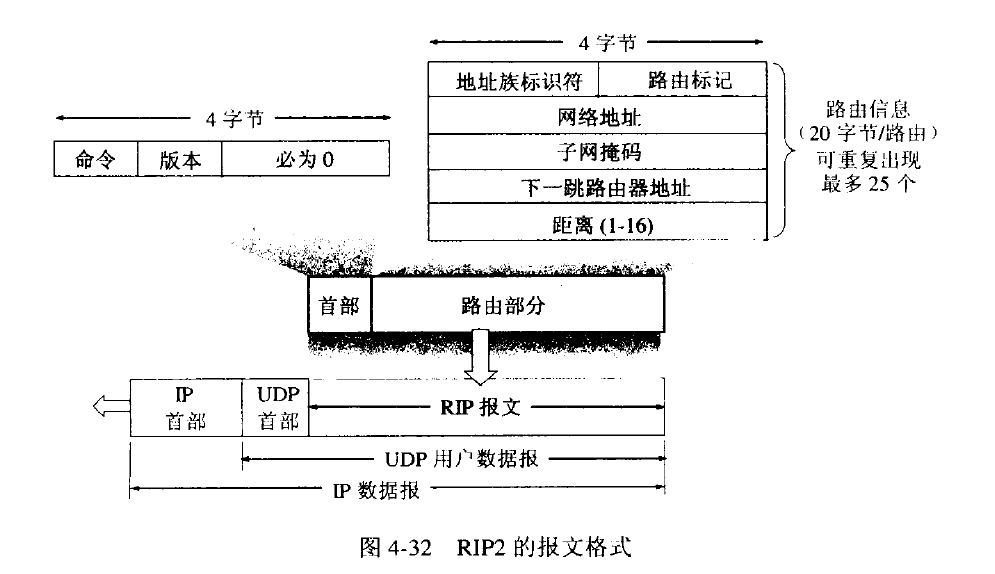 4 字节
命令 版本 必为 0
4 字节
地址族标识符 路由标记
网络地址
子网掩码
下一跳路由器地址
距离 (1-16)
路由信息
(20 字节/路由)
可重复出现
最多 25 个
首部 路由部分
IP
首部
UDP
首部
RIP 报文
UDP 用户数据报
IP 数据报
图 4-32 RIP2 的报文格式